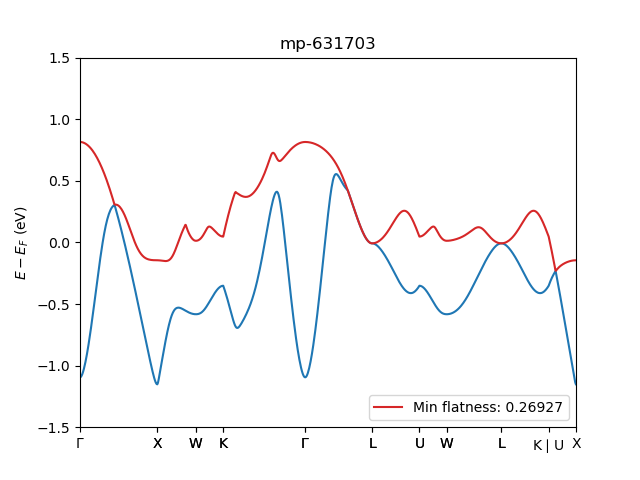 mp-631703
E − E_F (eV)
1.5
1.0
0.5
0.0
−0.5
−1.0
−1.5
Min flatness: 0.26927
Γ X W K Γ L U W L K | U X